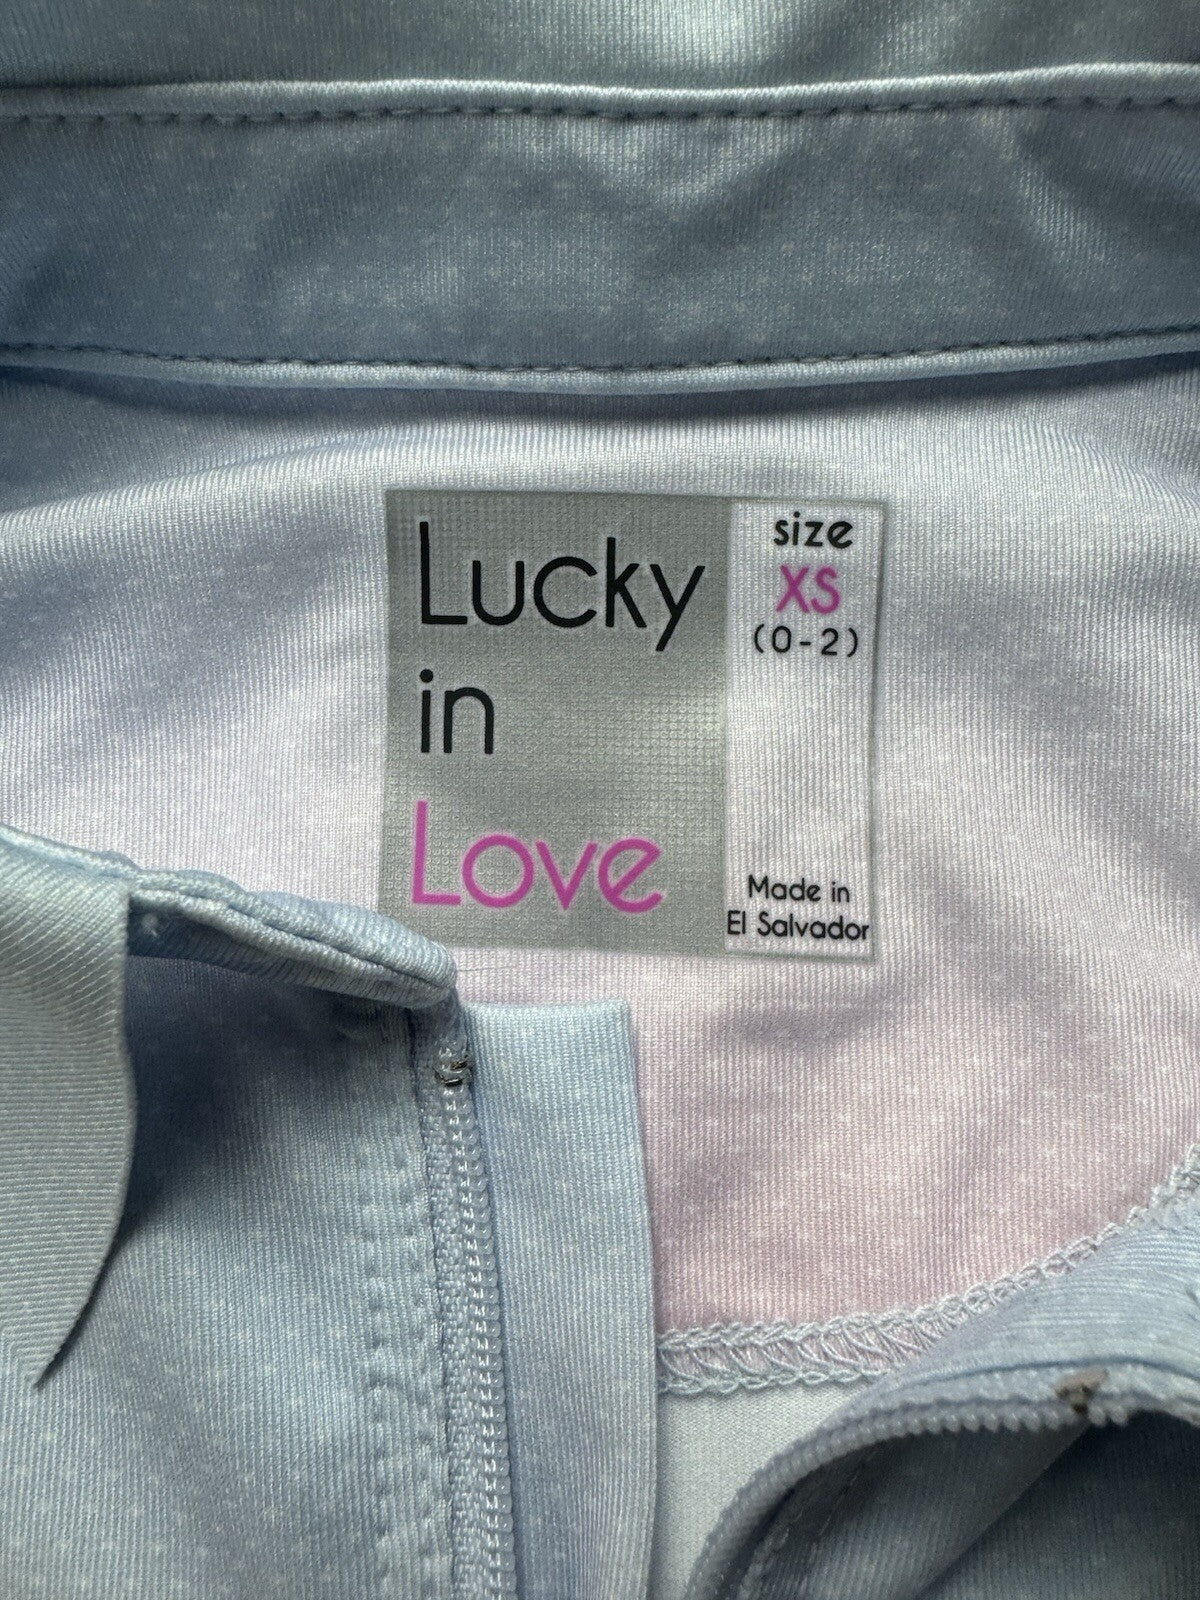 Lucky
in
Love
size
XS
(0-2)
Made in
El Salvador